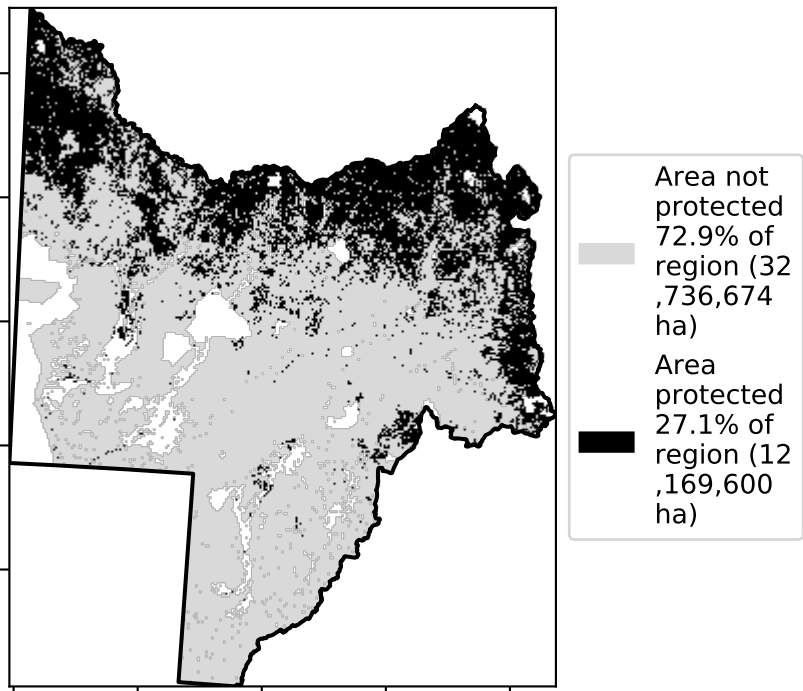 Area not
protected
72.9% of
region (32
,736,674
ha)
Area
protected
27.1% of
region (12
,169,600
ha)